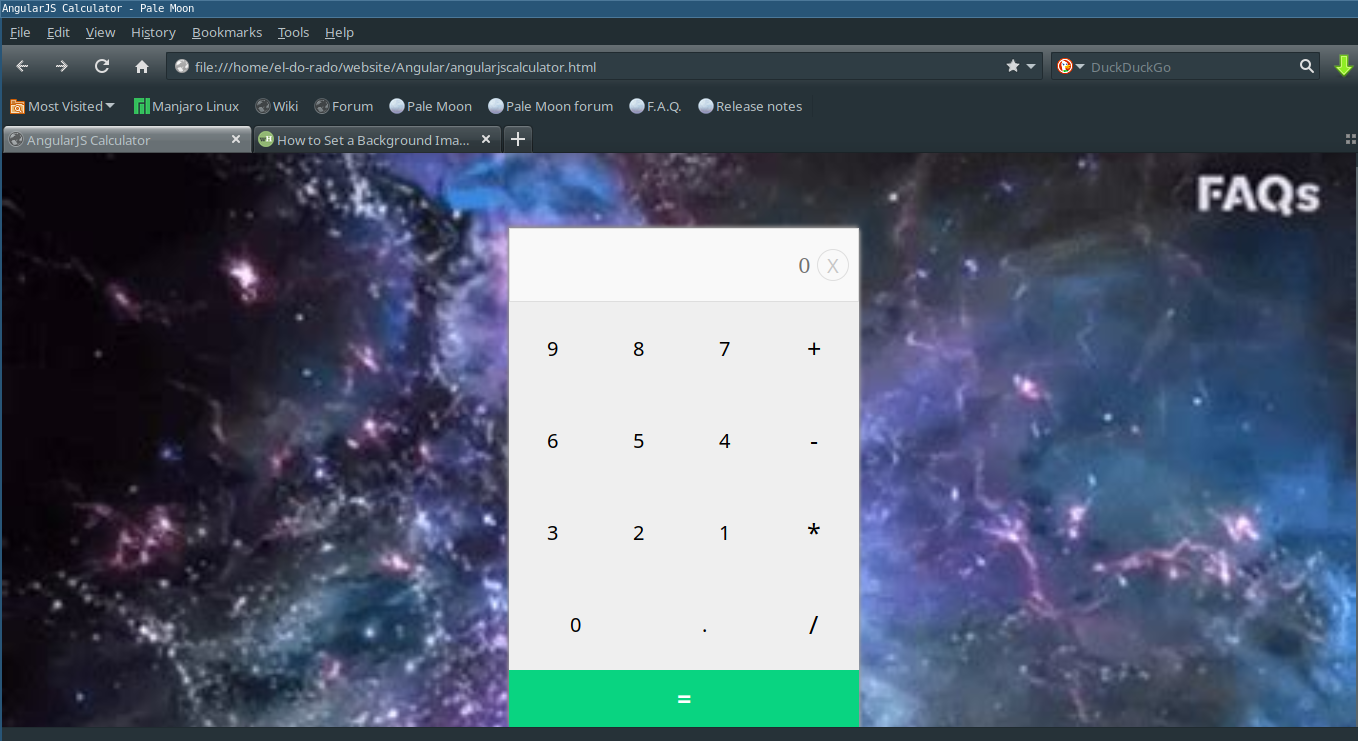 AngularJS Calculator - Pale Moon
File Edit View History Bookmarks Tools Help
file:///home/el-do-rado/website/Angular/angularjscalculator.html DuckDuckGo
Most Visited Manjaro Linux Wiki Forum Pale Moon Pale Moon forum F.A.Q. Release notes
AngularJS Calculator × wH How to Set a Background Ima... × +
FAQs
0 X
9 8 7 +
6 5 4 -
3 2 1 *
0 . /
=